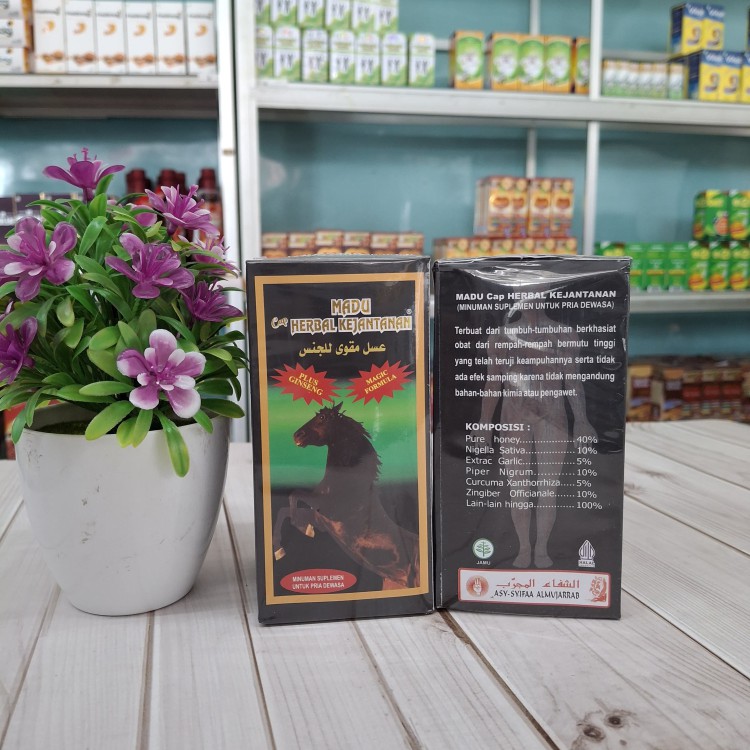 MADU
Cap HERBAL KEJANTANAN®
عسل مقوى للجنس
PLUS
GINSENG
MAGIC
FORMULA
MINUMAN SUPLEMEN
UNTUK PRIA DEWASA
MADU Cap HERBAL KEJANTANAN
(MINUMAN SUPLEMEN UNTUK PRIA DEWASA)
Terbuat dari tumbuh-tumbuhan berkhasiat
obat dari rempah-rempah bermutu tinggi
yang telah teruji keampuhannya serta tidak
ada efek samping karena tidak mengandung
bahan-bahan kimia atau pengawet.
KOMPOSISI :
Pure honey...............40%
Nigella Sativa............10%
Extrac Garlic..............5%
Piper Nigrum............10%
Curcuma Xanthorrhiza.....5%
Zingiber Officianale......10%
Lain-lain hingga.........100%
JAMU
HALAL
الشفاء المجرّب
ASY-SYIFAA ALMUJARRAB